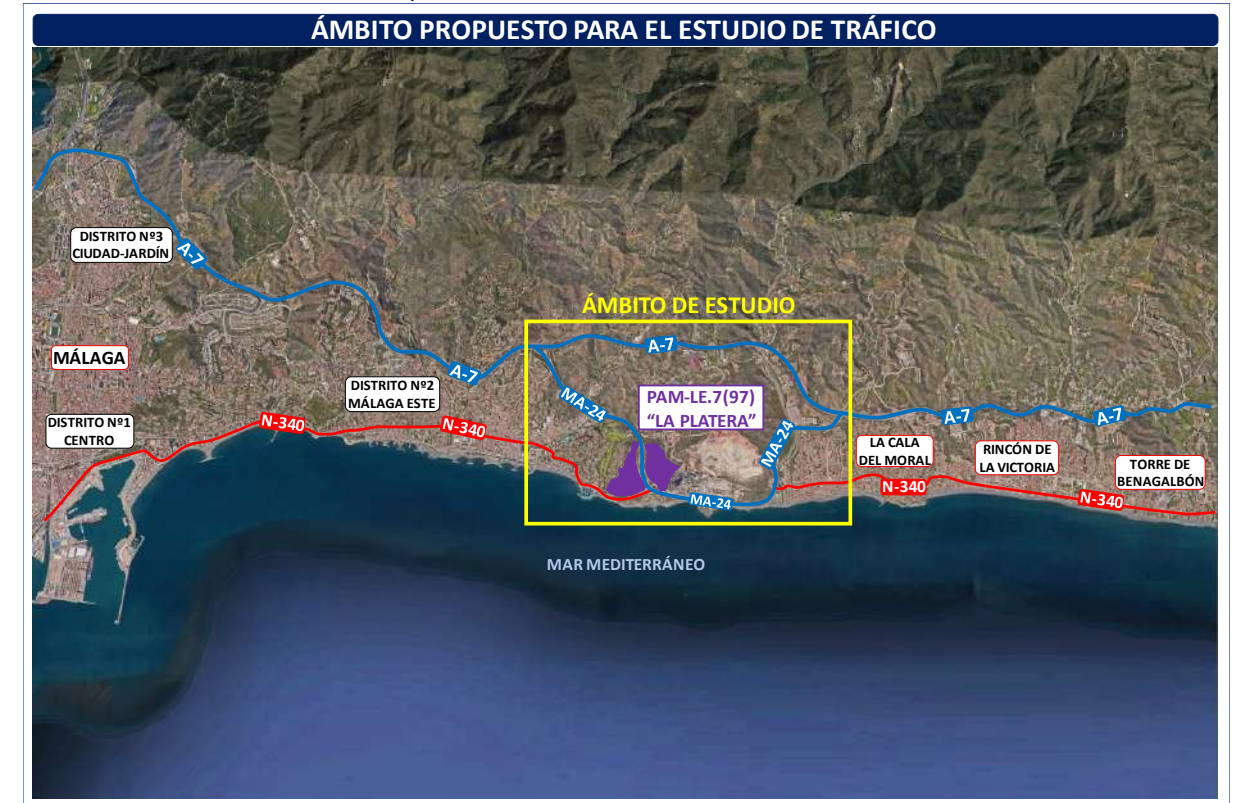 ÁMBITO PROPUESTO PARA EL ESTUDIO DE TRÁFICO
DISTRITO Nº3
CIUDAD-JARDÍN
A-7
ÁMBITO DE ESTUDIO
A-7
MÁLAGA
A-7
DISTRITO Nº2
MÁLAGA ESTE
MA-24
PAM-LE.7(97)
“LA PLATERA”
A-7
A-7
DISTRITO Nº1
CENTRO
N-340
N-340
MA-24
LA CALA
DEL MORAL
RINCÓN DE
LA VICTORIA
TORRE DE
BENAGALBÓN
N-340
N-340
MA-24
MAR MEDITERRÁNEO